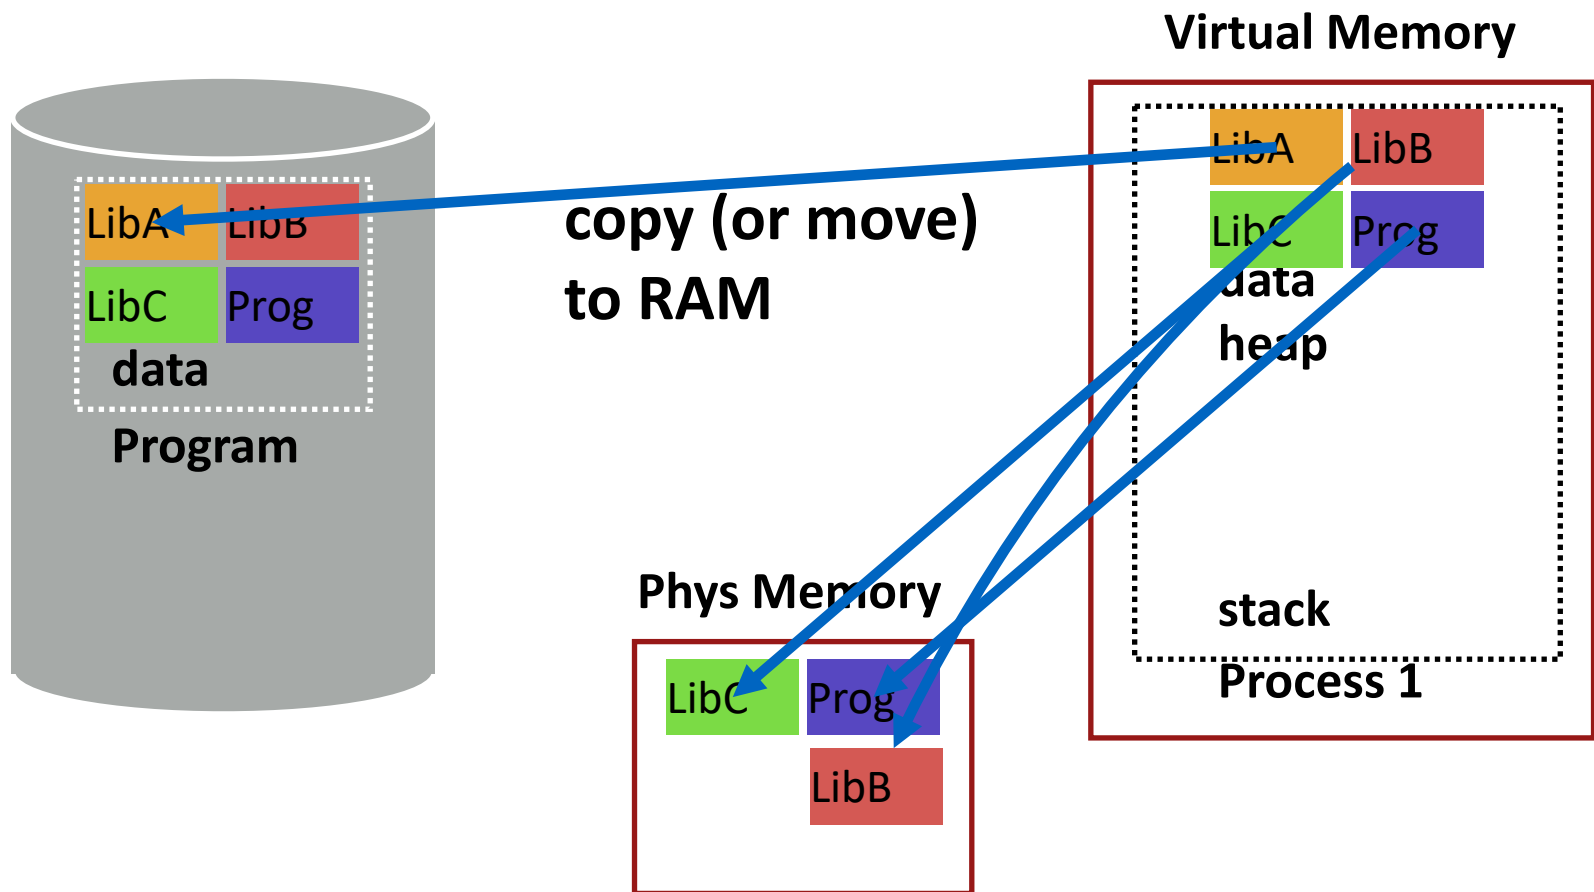 Virtual Memory
LibA LibB
LibC Prog
data
Program
copy (or move)
to RAM
LibA LibB
LibC Prog
data
heap
stack
Process 1
Phys Memory
LibC Prog
LibB